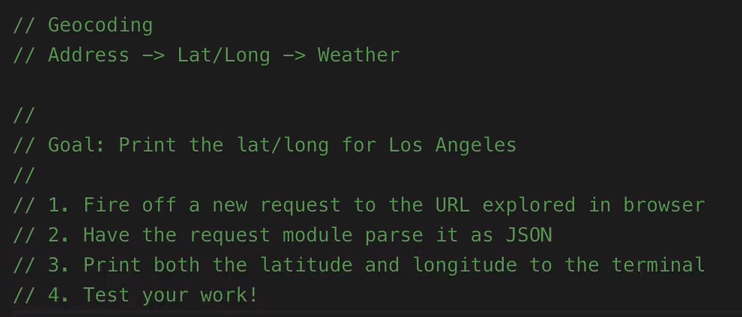 // Geocoding
// Address -> Lat/Long -> Weather
//
// Goal: Print the lat/long for Los Angeles
//
// 1. Fire off a new request to the URL explored in browser
// 2. Have the request module parse it as JSON
// 3. Print both the latitude and longitude to the terminal
// 4. Test your work!